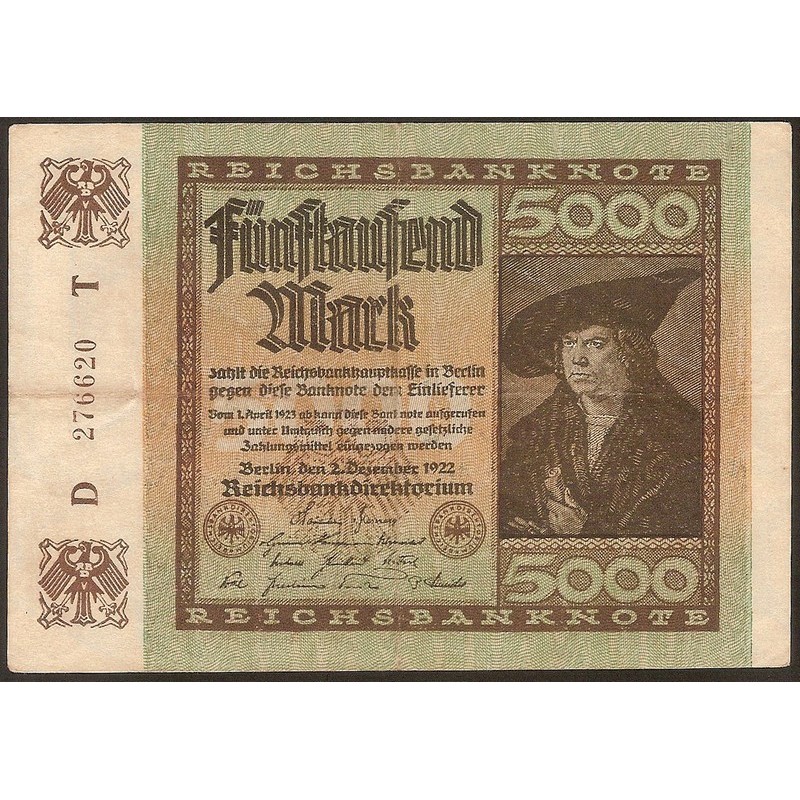 REICHSBANKNOTE
5000
Fünftausend
Mark
zahlt die Reichsbankhauptkasse in Berlin
gegen diese Banknote dem Einlieferer
Vom 1. April 1923 ab kann diese Bank note aufgerufen
und unter Umtausch gegen andere gesetzliche
Zahlungsmittel eingezogen werden
Berlin, den 2. Dezember 1922
Reichsbankdirektorium
5000
REICHSBANKNOTE
D 276620 T